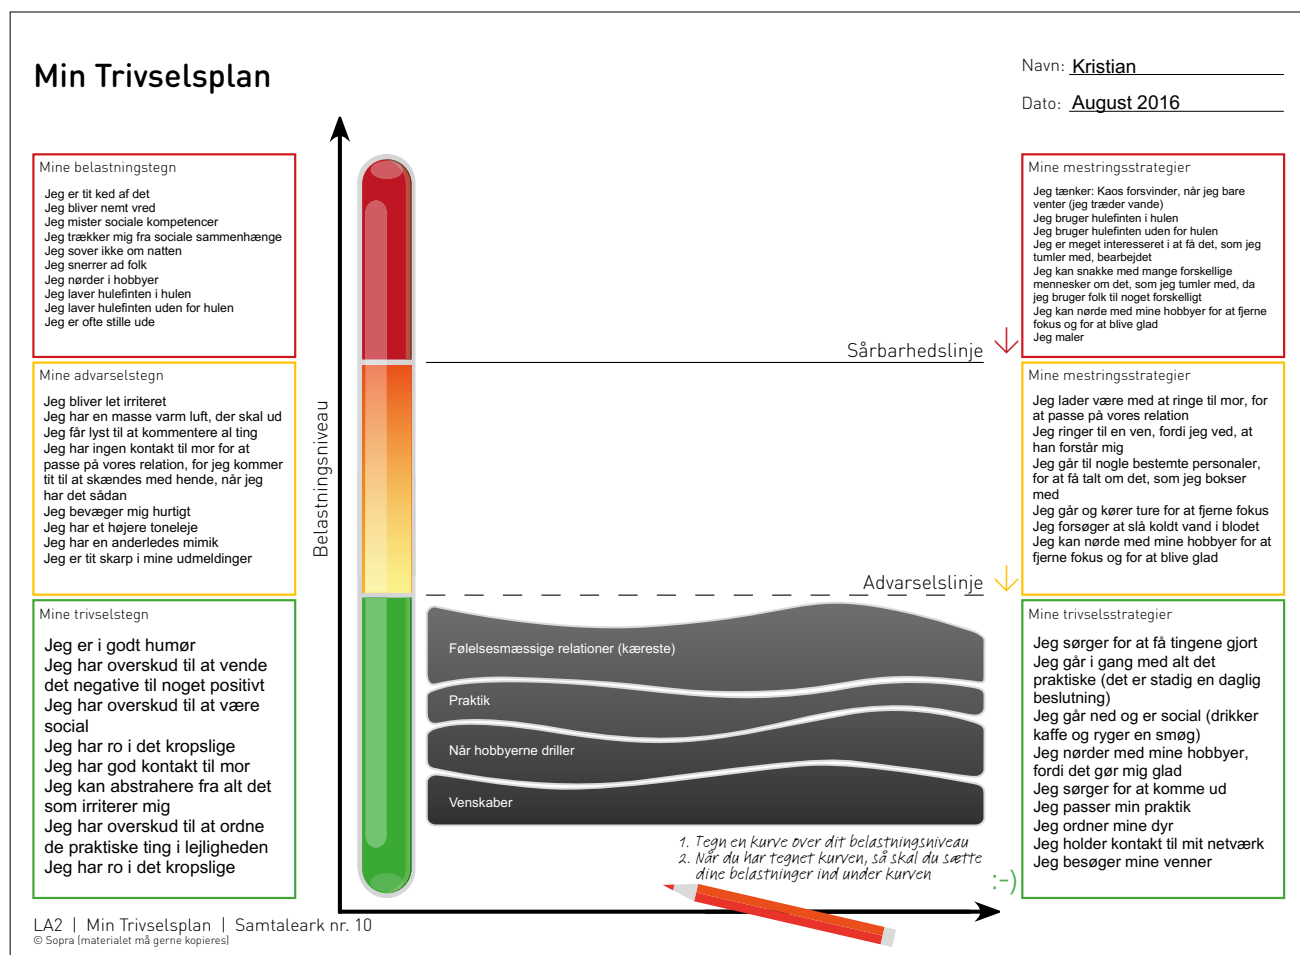 Min Trivselsplan
Navn: Kristian
Dato: August 2016
Mine belastningstegn
Jeg er tit ked af det
Jeg bliver nemt vred
Jeg mister sociale kompetencer
Jeg trækker mig fra sociale sammenhænge
Jeg sover ikke om natten
Jeg snerrer ad folk
Jeg nørder i hobbyer
Jeg laver hulefinten i hulen
Jeg laver hulefinten uden for hulen
Jeg er ofte stille ude
Mine advarselstegn
Jeg bliver let irriteret
Jeg har en masse varm luft, der skal ud
Jeg får lyst til at kommentere al ting
Jeg har ingen kontakt til mor for at
passe på vores relation, for jeg kommer
tit til at skændes med hende, når jeg
har det sådan
Jeg bevæger mig hurtigt
Jeg har et højere toneleje
Jeg har en anderledes mimik
Jeg er tit skarp i mine udmeldinger
Mine trivselstegn
Jeg er i godt humør
Jeg har overskud til at vende
det negative til noget positivt
Jeg har overskud til at være
social
Jeg har ro i det kropslige
Jeg har god kontakt til mor
Jeg kan abstrahere fra alt det
som irriterer mig
Jeg har overskud til at ordne
de praktiske ting i lejligheden
Jeg har ro i det kropslige
Belastningsniveau
Sårbarhedslinje
Advarselslinje
Følelsesmæssige relationer (kæreste)
Praktik
Når hobbyerne driller
Venskaber
1. Tegn en kurve over dit belastningsniveau
2. Når du har tegnet kurven, så skal du sætte
dine belastninger ind under kurven
:-)
Mine mestringsstrategier
Jeg tænker: Kaos forsvinder, når jeg bare
venter (jeg træder vande)
Jeg bruger hulefinten i hulen
Jeg bruger hulefinten uden for hulen
Jeg er meget interesseret i at få det, som jeg
tumler med, bearbejdet
Jeg kan snakke med mange forskellige
mennesker om det, som jeg tumler med, da
jeg bruger folk til noget forskelligt
Jeg kan nørde med mine hobbyer for at fjerne
fokus og for at blive glad
Jeg maler
Mine mestringsstrategier
Jeg lader være med at ringe til mor, for
at passe på vores relation
Jeg ringer til en ven, fordi jeg ved, at
han forstår mig
Jeg går til nogle bestemte personaler,
for at få talt om det, som jeg bokser
med
Jeg går og kører ture for at fjerne fokus
Jeg forsøger at slå koldt vand i blodet
Jeg kan nørde med mine hobbyer for at
fjerne fokus og for at blive glad
Mine trivselsstrategier
Jeg sørger for at få tingene gjort
Jeg går i gang med alt det
praktiske (det er stadig en daglig
beslutning)
Jeg går ned og er social (drikker
kaffe og ryger en smøg)
Jeg nørder med mine hobbyer,
fordi det gør mig glad
Jeg sørger for at komme ud
Jeg passer min praktik
Jeg ordner mine dyr
Jeg holder kontakt til mit netværk
Jeg besøger mine venner
LA2 | Min Trivselsplan | Samtaleark nr. 10
© Sopra (materialet må gerne kopieres)